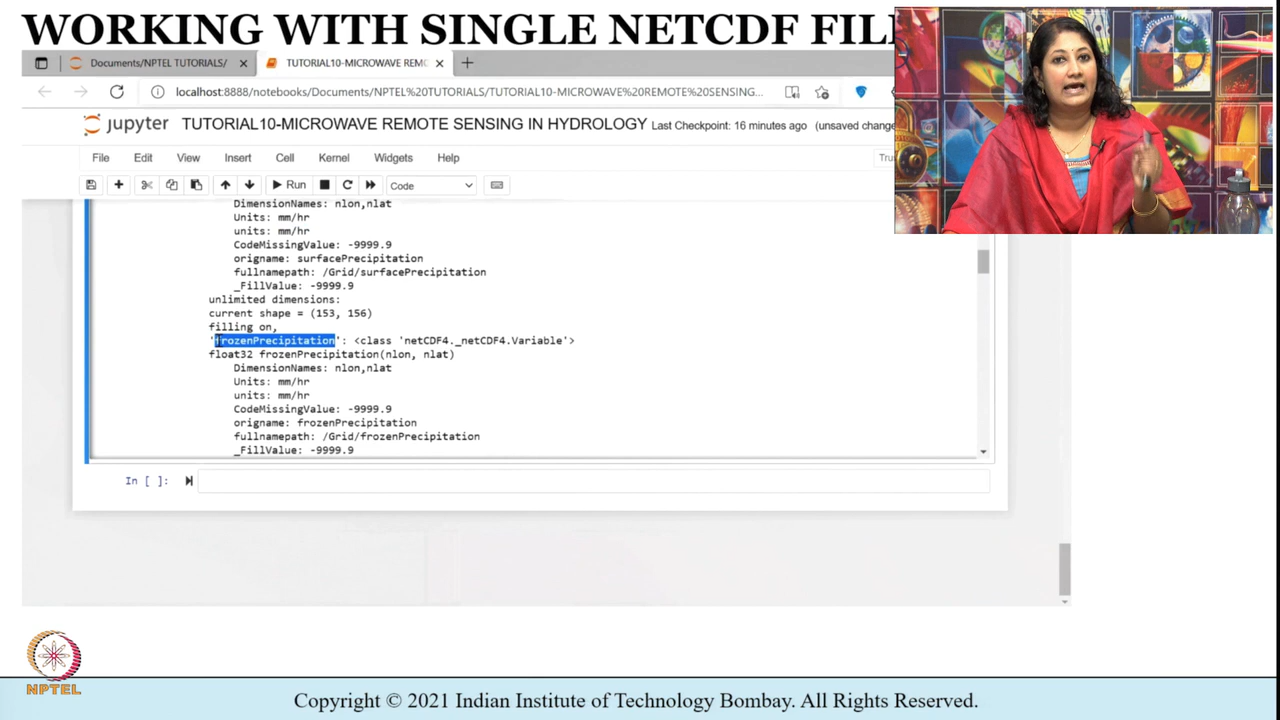 WORKING WITH SINGLE NETCDF FIL
Documents/NPTEL TUTORIALS/
TUTORIAL10-MICROWAVE REMO
localhost:8888/notebooks/Documents/NPTEL%20TUTORIALS/TUTORIAL10-MICROWAVE%20REMOTE%20SENSING...
jupyter TUTORIAL10-MICROWAVE REMOTE SENSING IN HYDROLOGY Last Checkpoint: 16 minutes ago (unsaved change
File Edit View Insert Cell Kernel Widgets Help Tru
Run Code
DimensionNames: nlon,nlat
Units: mm/hr
units: mm/hr
CodeMissingValue: -9999.9
origname: surfacePrecipitation
fullnamepath: /Grid/surfacePrecipitation
_FillValue: -9999.9
unlimited dimensions:
current shape = (153, 156)
filling on,
'frozenPrecipitation': <class 'netCDF4._netCDF4.Variable'>
float32 frozenPrecipitation(nlon, nlat)
DimensionNames: nlon,nlat
Units: mm/hr
units: mm/hr
CodeMissingValue: -9999.9
origname: frozenPrecipitation
fullnamepath: /Grid/frozenPrecipitation
_FillValue: -9999.9
In [ ]:
NPTEL
Copyright © 2021 Indian Institute of Technology Bombay. All Rights Reserved.